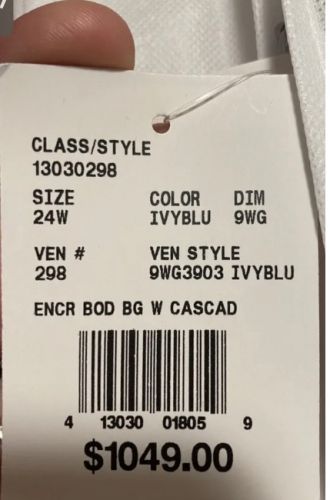 CLASS/STYLE
13030298
SIZE COLOR DIM
24W IVYBLU 9WG
VEN # VEN STYLE
298 9WG3903 IVYBLU
ENCR BOD BG W CASCAD
4 13030 01805 9
$1049.00